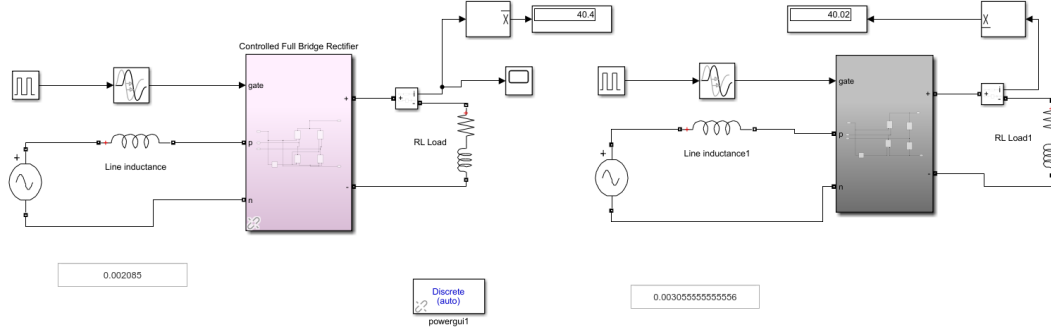 40.4
40.02
Controlled Full Bridge Rectifier
gate
+
+
i
-
gate
+
+
i
-
RL Load
RL Load1
+
p
Line inductance
+
p
Line inductance1
-
n
-
n
0.002085
Discrete
(auto)
powergui1
0.003055555555556